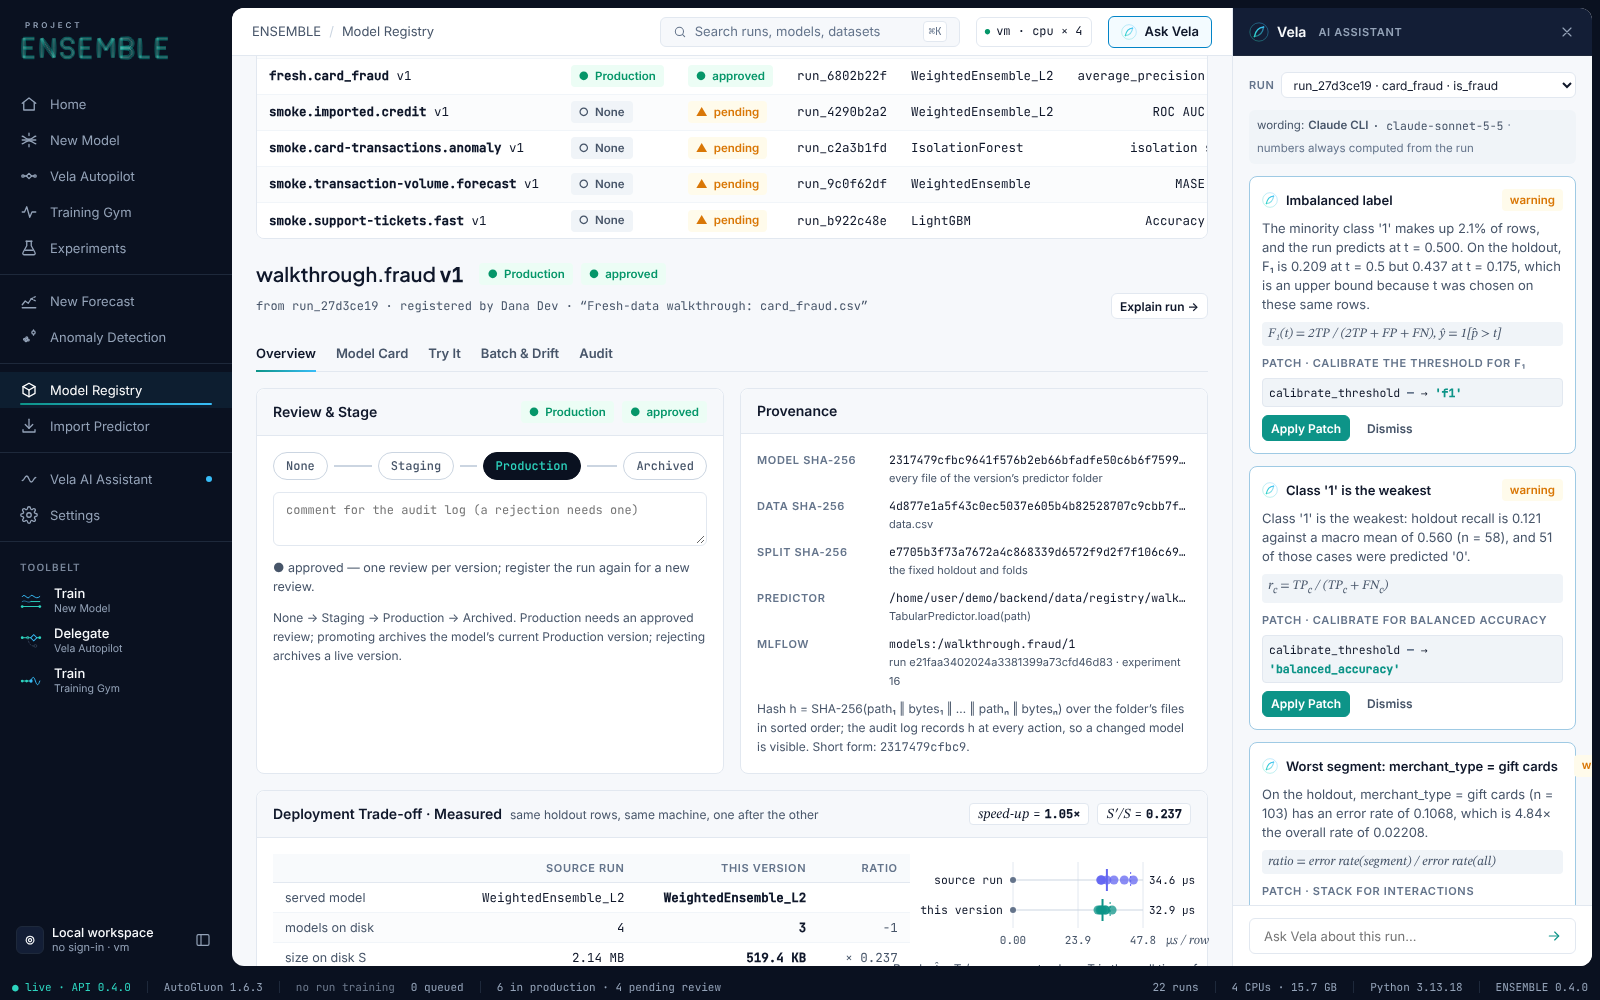 PROJECT
ENSEMBLE
Home
New Model
Vela Autopilot
Training Gym
Experiments
New Forecast
Anomaly Detection
Model Registry
Import Predictor
Vela AI Assistant
Settings
TOOLBELT
Train
New Model
Delegate
Vela Autopilot
Train
Training Gym
Local workspace
no sign-in · vm
ENSEMBLE / Model Registry
Search runs, models, datasets ⌘K
vm · cpu × 4
Ask Vela
fresh.card_fraud v1 Production approved run_6802b22f WeightedEnsemble_L2 average_precision
smoke.imported.credit v1 None pending run_4290b2a2 WeightedEnsemble_L2 ROC AUC
smoke.card-transactions.anomaly v1 None pending run_c2a3b1fd IsolationForest isolation
smoke.transaction-volume.forecast v1 None pending run_9c0f62df WeightedEnsemble MASE
smoke.support-tickets.fast v1 None pending run_b922c48e LightGBM Accuracy
walkthrough.fraud v1 Production approved
from run_27d3ce19 · registered by Dana Dev · “Fresh-data walkthrough: card_fraud.csv”
Explain run →
Overview Model Card Try It Batch & Drift Audit
Review & Stage Production approved
None Staging Production Archived
comment for the audit log (a rejection needs one)
● approved — one review per version; register the run again for a new
review.
None → Staging → Production → Archived. Production needs an approved
review; promoting archives the model’s current Production version; rejecting
archives a live version.
Provenance
MODEL SHA-256 2317479cfbc9641f576b2eb66bfadfe50c6b6f7599…
every file of the version’s predictor folder
DATA SHA-256 4d877e1a5f43c0ec5037e605b4b82528707c9cbb7f…
data.csv
SPLIT SHA-256 e7705b3f73a7672a4c868339d6572f9d2f7f106c69…
the fixed holdout and folds
PREDICTOR /home/user/demo/backend/data/registry/walk…
TabularPredictor.load(path)
MLFLOW models:/walkthrough.fraud/1
run e21faa3402024a3381399a73cfd46d83 · experiment
16
Hash h = SHA-256(path₁ ‖ bytes₁ ‖ … ‖ pathₙ ‖ bytesₙ) over the folder’s files
in sorted order; the audit log records h at every action, so a changed model
is visible. Short form: 2317479cfbc9.
Deployment Trade-off · Measured same holdout rows, same machine, one after the other
speed-up = 1.05×
S′/S = 0.237
SOURCE RUN THIS VERSION RATIO
served model WeightedEnsemble_L2 WeightedEnsemble_L2
models on disk 4 3 -1
size on disk S 2.14 MB 519.4 KB × 0.237
source run 34.6 µs
this version 32.9 µs
0.00 23.9 47.8 µs / row
Vela AI ASSISTANT
RUN run_27d3ce19 · card_fraud · is_fraud
wording: Claude CLI · claude-sonnet-5-5 ·
numbers always computed from the run
Imbalanced label warning
The minority class '1' makes up 2.1% of rows,
and the run predicts at t = 0.500. On the holdout,
F₁ is 0.209 at t = 0.5 but 0.437 at t = 0.175, which
is an upper bound because t was chosen on
these same rows.
F₁(t) = 2TP / (2TP + FP + FN), ŷ = 1[p̂ > t]
PATCH · CALIBRATE THE THRESHOLD FOR F₁
calibrate_threshold — → 'f1'
Apply Patch Dismiss
Class '1' is the weakest warning
Class '1' is the weakest: holdout recall is 0.121
against a macro mean of 0.560 (n = 58), and 51
of those cases were predicted '0'.
r_c = TP_c / (TP_c + FN_c)
PATCH · CALIBRATE FOR BALANCED ACCURACY
calibrate_threshold — →
'balanced_accuracy'
Apply Patch Dismiss
Worst segment: merchant_type = gift cards
On the holdout, merchant_type = gift cards (n =
103) has an error rate of 0.1068, which is 4.84×
the overall rate of 0.02208.
ratio = error rate(segment) / error rate(all)
PATCH · STACK FOR INTERACTIONS
Ask Vela about this run...
live · API 0.4.0 AutoGluon 1.6.3 no run training 0 queued 6 in production · 4 pending review 22 runs 4 CPUs · 15.7 GB Python 3.13.18 ENSEMBLE 0.4.0